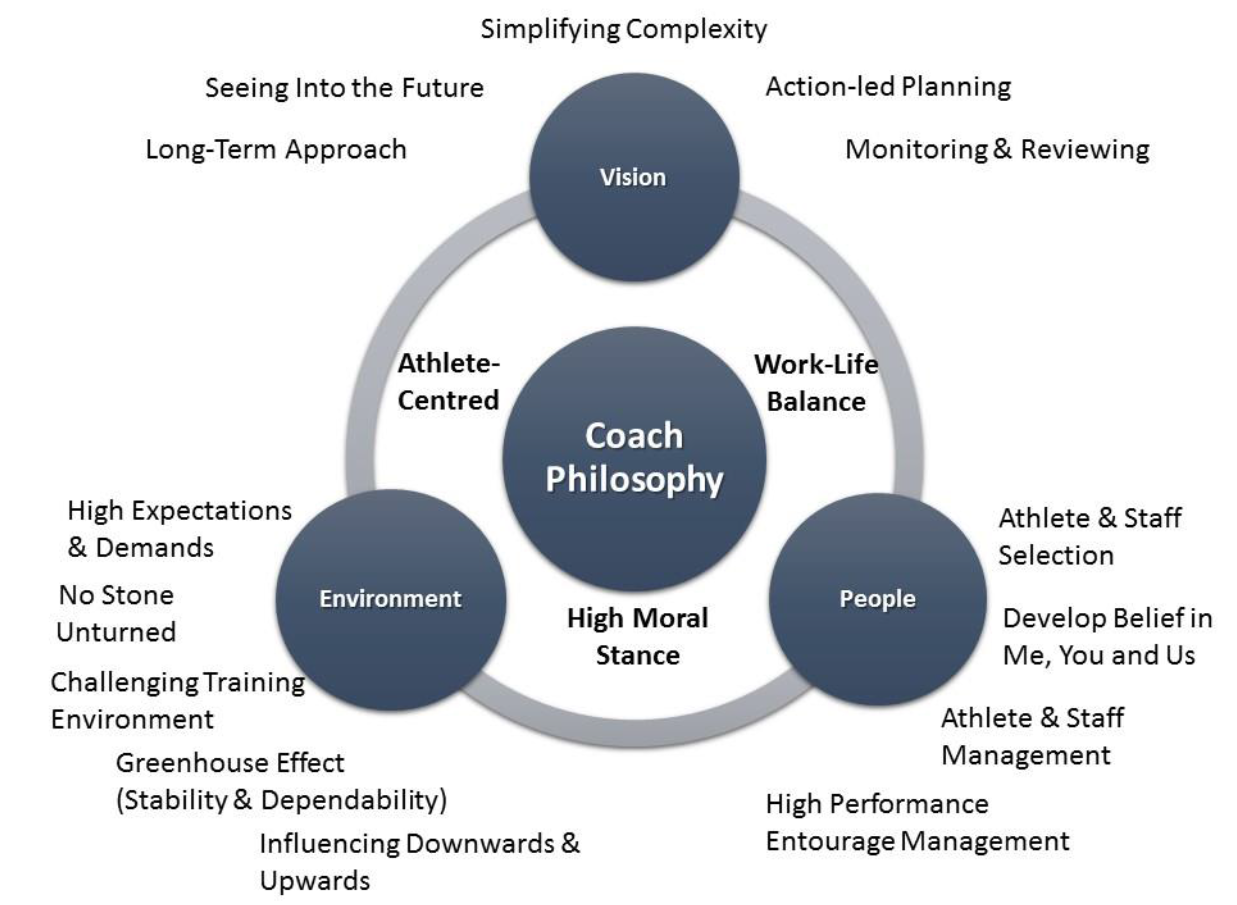 Simplifying Complexity
Seeing Into the Future
Action-led Planning
Long-Term Approach
Monitoring & Reviewing
Vision
Athlete-
Centred
Work-Life
Balance
Coach
Philosophy
High Moral
Stance
Environment
High Expectations
& Demands
No Stone
Unturned
Challenging Training
Environment
Greenhouse Effect
(Stability & Dependability)
Influencing Downwards &
Upwards
People
Athlete & Staff
Selection
Develop Belief in
Me, You and Us
Athlete & Staff
Management
High Performance
Entourage Management